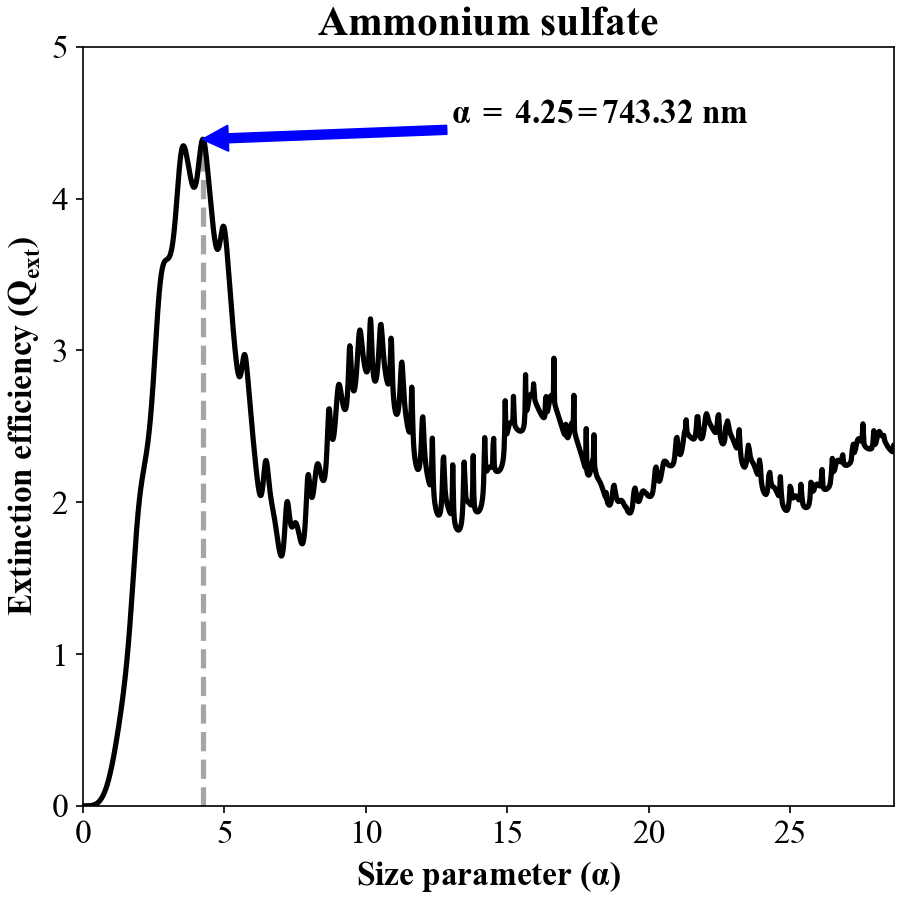 Ammonium sulfate
α = 4.25=743.32 nm
Extinction efficiency (Qext)
5
4
3
2
1
0
0 5 10 15 20 25
Size parameter (α)